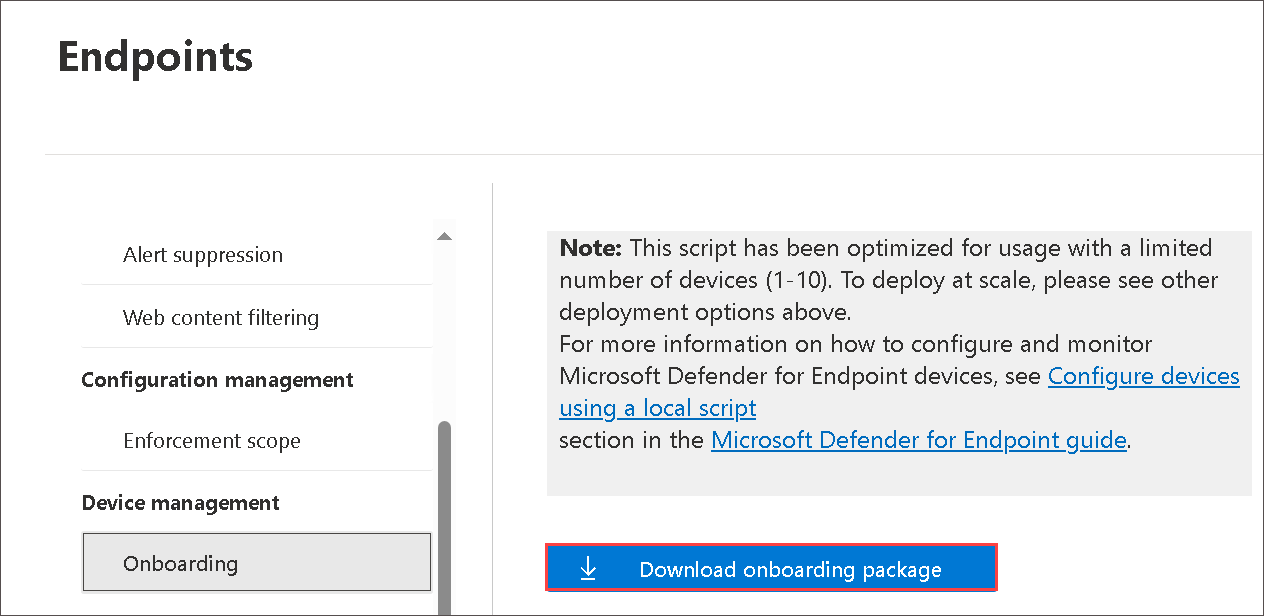 Endpoints
Alert suppression
Web content filtering
Configuration management
Enforcement scope
Device management
Onboarding
Note: This script has been optimized for usage with a limited
number of devices (1-10). To deploy at scale, please see other
deployment options above.
For more information on how to configure and monitor
Microsoft Defender for Endpoint devices, see Configure devices
using a local script
section in the Microsoft Defender for Endpoint guide.
Download onboarding package